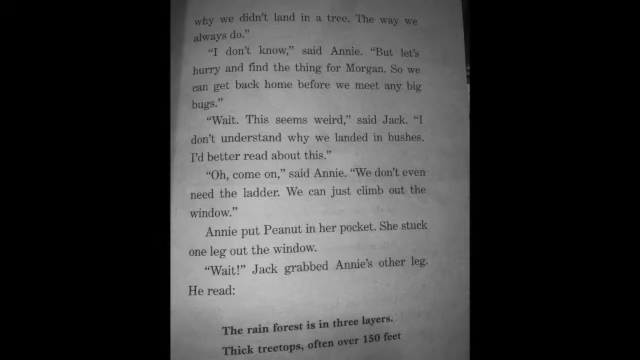 why we didn't land in a tree. The way we
always do."
"I don't know," said Annie. "But let's
hurry and find the thing for Morgan. So we
can get back home before we meet any big
bugs."
"Wait. This seems weird," said Jack. "I
don't understand why we landed in bushes.
I'd better read about this."
"Oh, come on," said Annie. "We don't even
need the ladder. We can just climb out the
window."
Annie put Peanut in her pocket. She stuck
one leg out the window.
"Wait!" Jack grabbed Annie's other leg.
He read:
The rain forest is in three layers.
Thick treetops, often over 150 feet